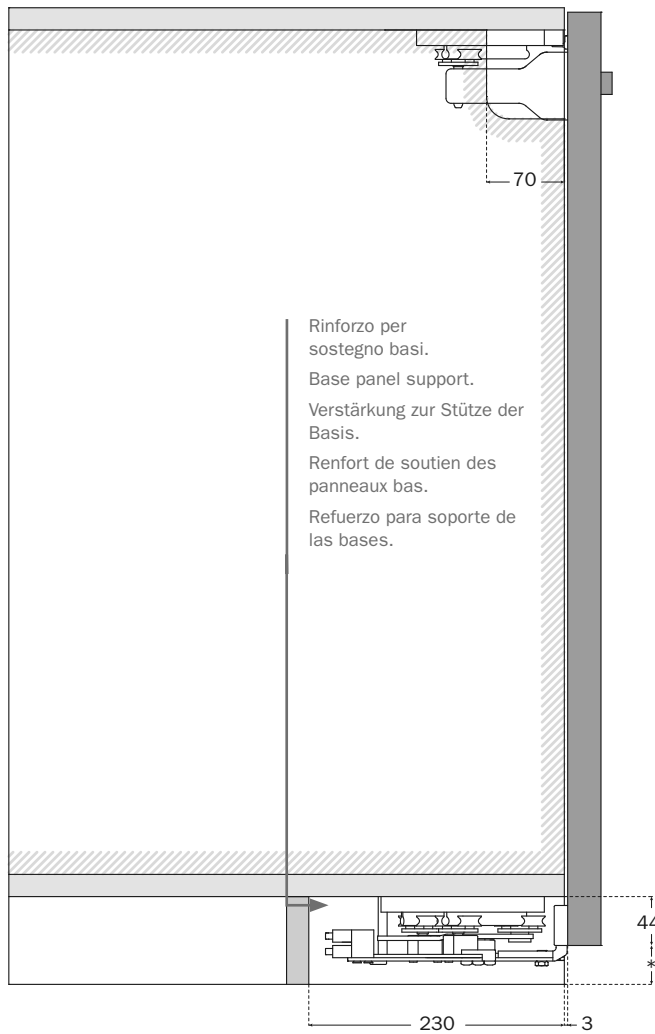 70
Rinforzo per
sostegno basi.
Base panel support.
Verstärkung zur Stütze der
Basis.
Renfort de soutien des
panneaux bas.
Refuerzo para soporte de
las bases.
44
*
230
3